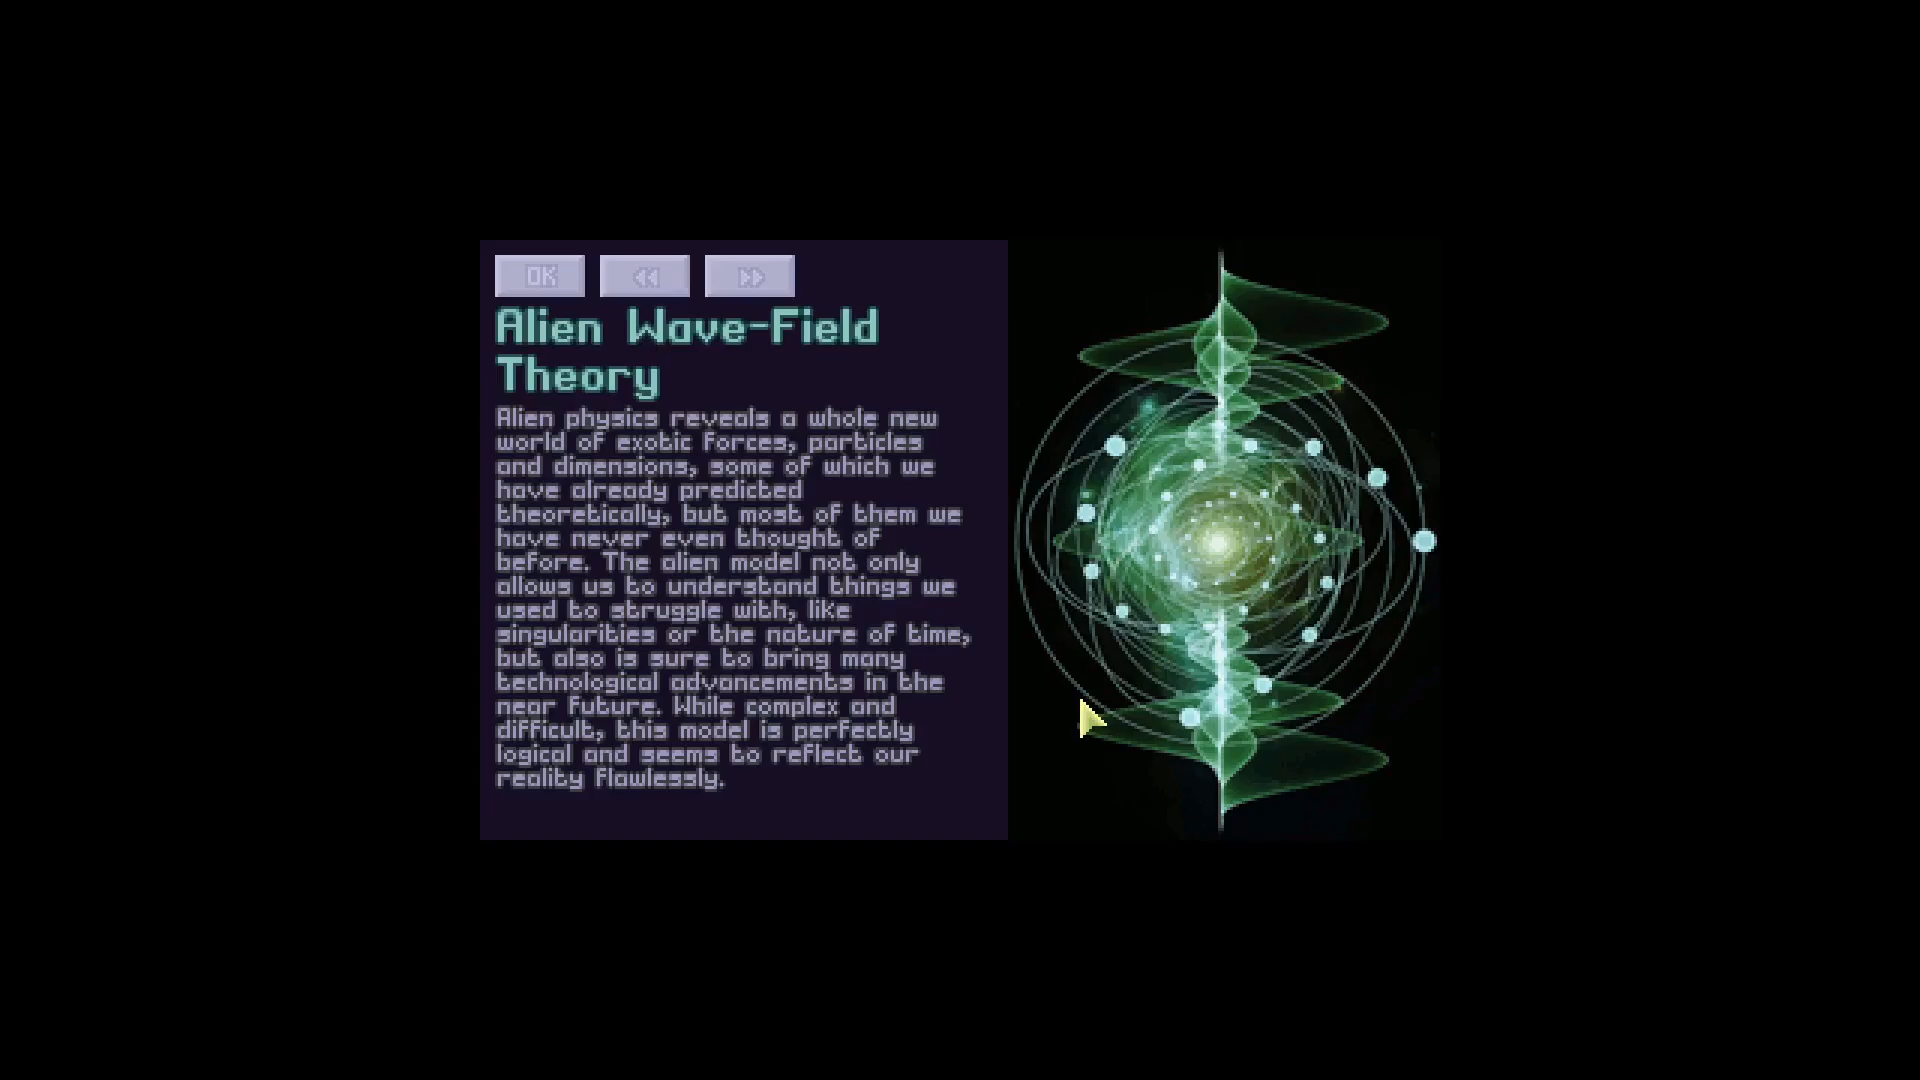 OK
Alien Wave-Field
Theory
Alien physics reveals a whole new
world of exotic forces, particles
and dimensions, some of which we
have already predicted
theoretically, but most of them we
have never even thought of
before. The alien model not only
allows us to understand things we
used to struggle with, like
singularities or the nature of time,
but also is sure to bring many
technological advancements in the
near future. While complex and
difficult, this model is perfectly
logical and seems to reflect our
reality flawlessly.